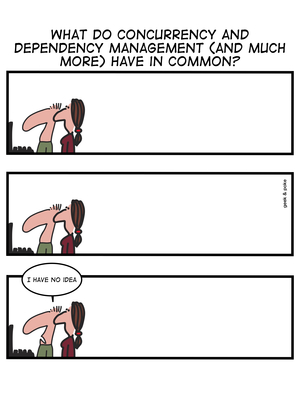 WHAT DO CONCURRENCY AND
DEPENDENCY MANAGEMENT (AND MUCH
MORE) HAVE IN COMMON?
geek & poke
I HAVE NO IDEA